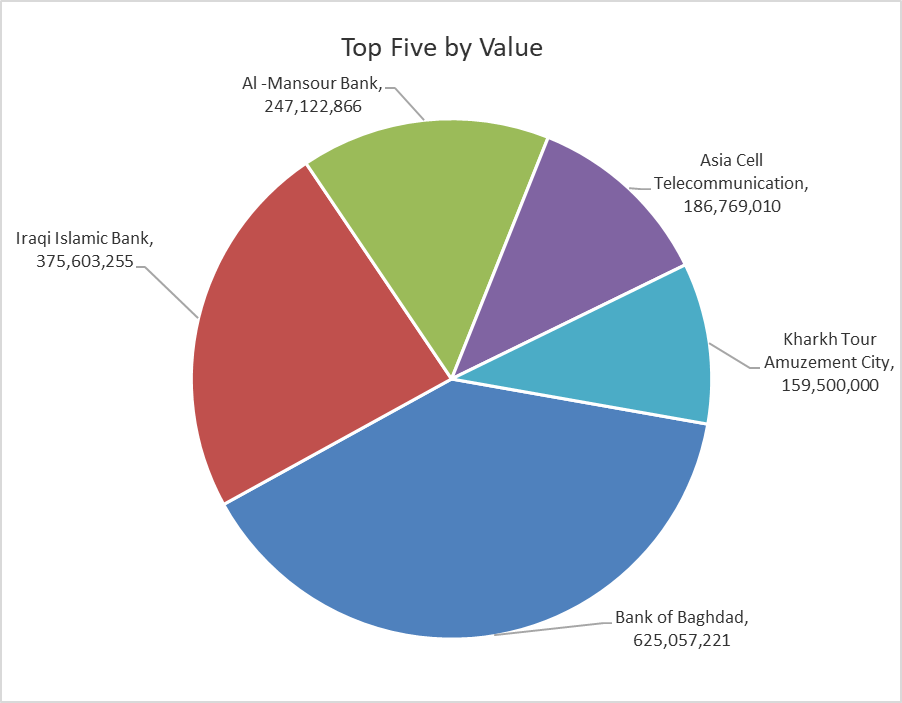 Top Five by Value
Al -Mansour Bank,
247,122,866
Asia Cell
Telecommunication,
186,769,010
Iraqi Islamic Bank,
375,603,255
Kharkh Tour
Amuzement City,
159,500,000
Bank of Baghdad,
625,057,221